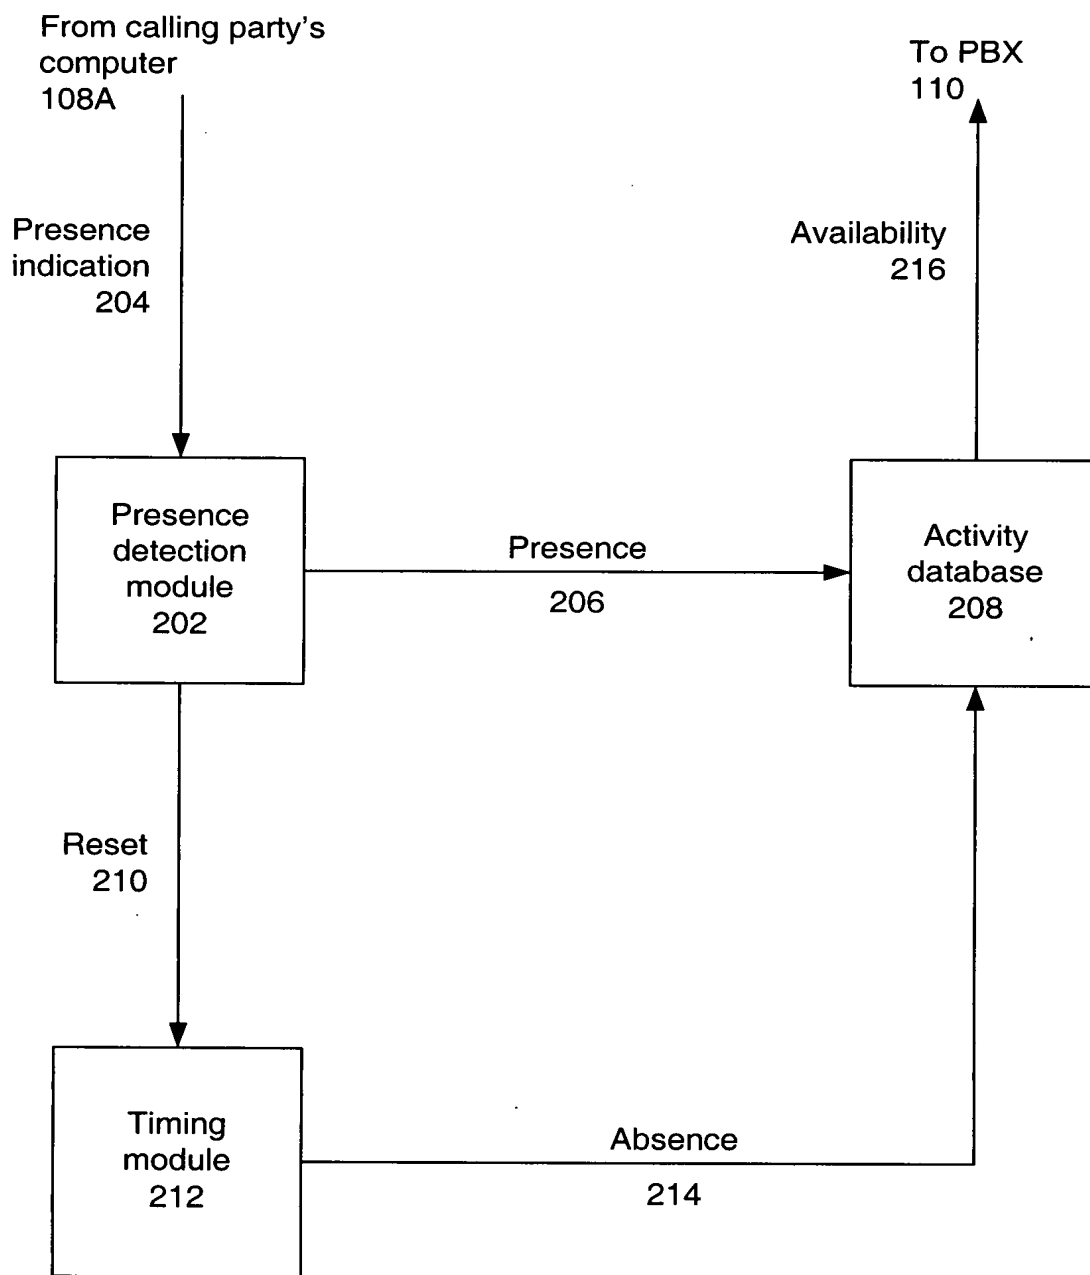 From calling party's
computer
108A
To PBX
110
Presence
indication
204
Availability
216
Presence
detection
module
202
Presence
206
Activity
database
208
Reset
210
Timing
module
212
Absence
214